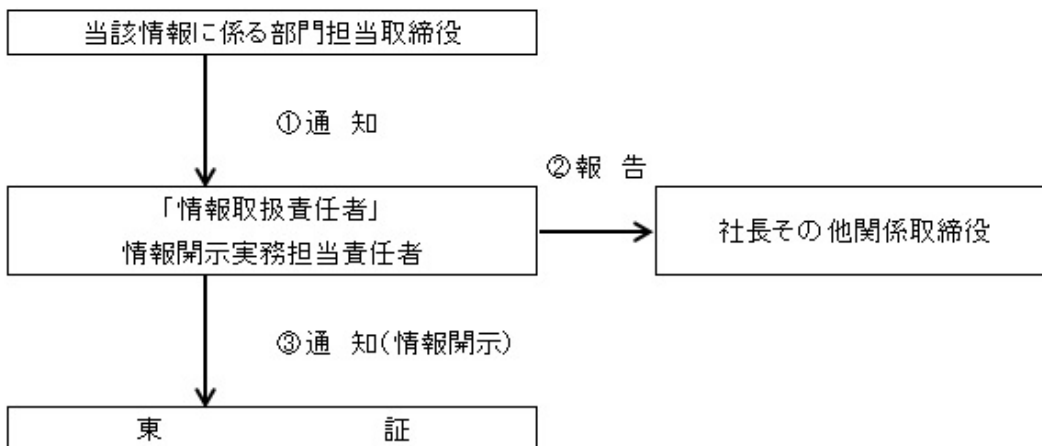 当該情報に係る部門担当取締役
①通　知
②報　告
「情報取扱責任者」
情報開示実務担当責任者
社長その他関係取締役
③通　知(情報開示)
東　　　　　　証